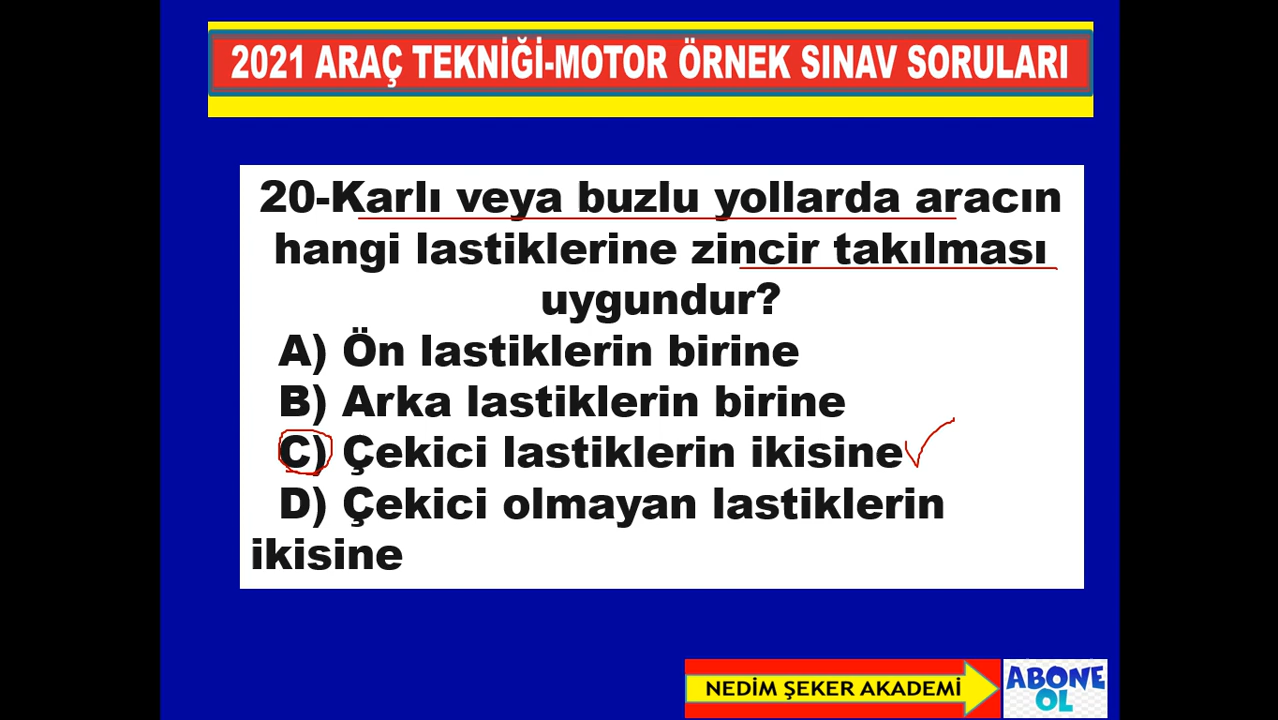 2021 ARAÇ TEKNİĞİ-MOTOR ÖRNEK SINAV SORULARI
20-Karlı veya buzlu yollarda aracın
hangi lastiklerine zincir takılması
uygundur?
A) Ön lastiklerin birine
B) Arka lastiklerin birine
C) Çekici lastiklerin ikisine
D) Çekici olmayan lastiklerin
ikisine
NEDİM ŞEKER AKADEMİ
ABONE
OL